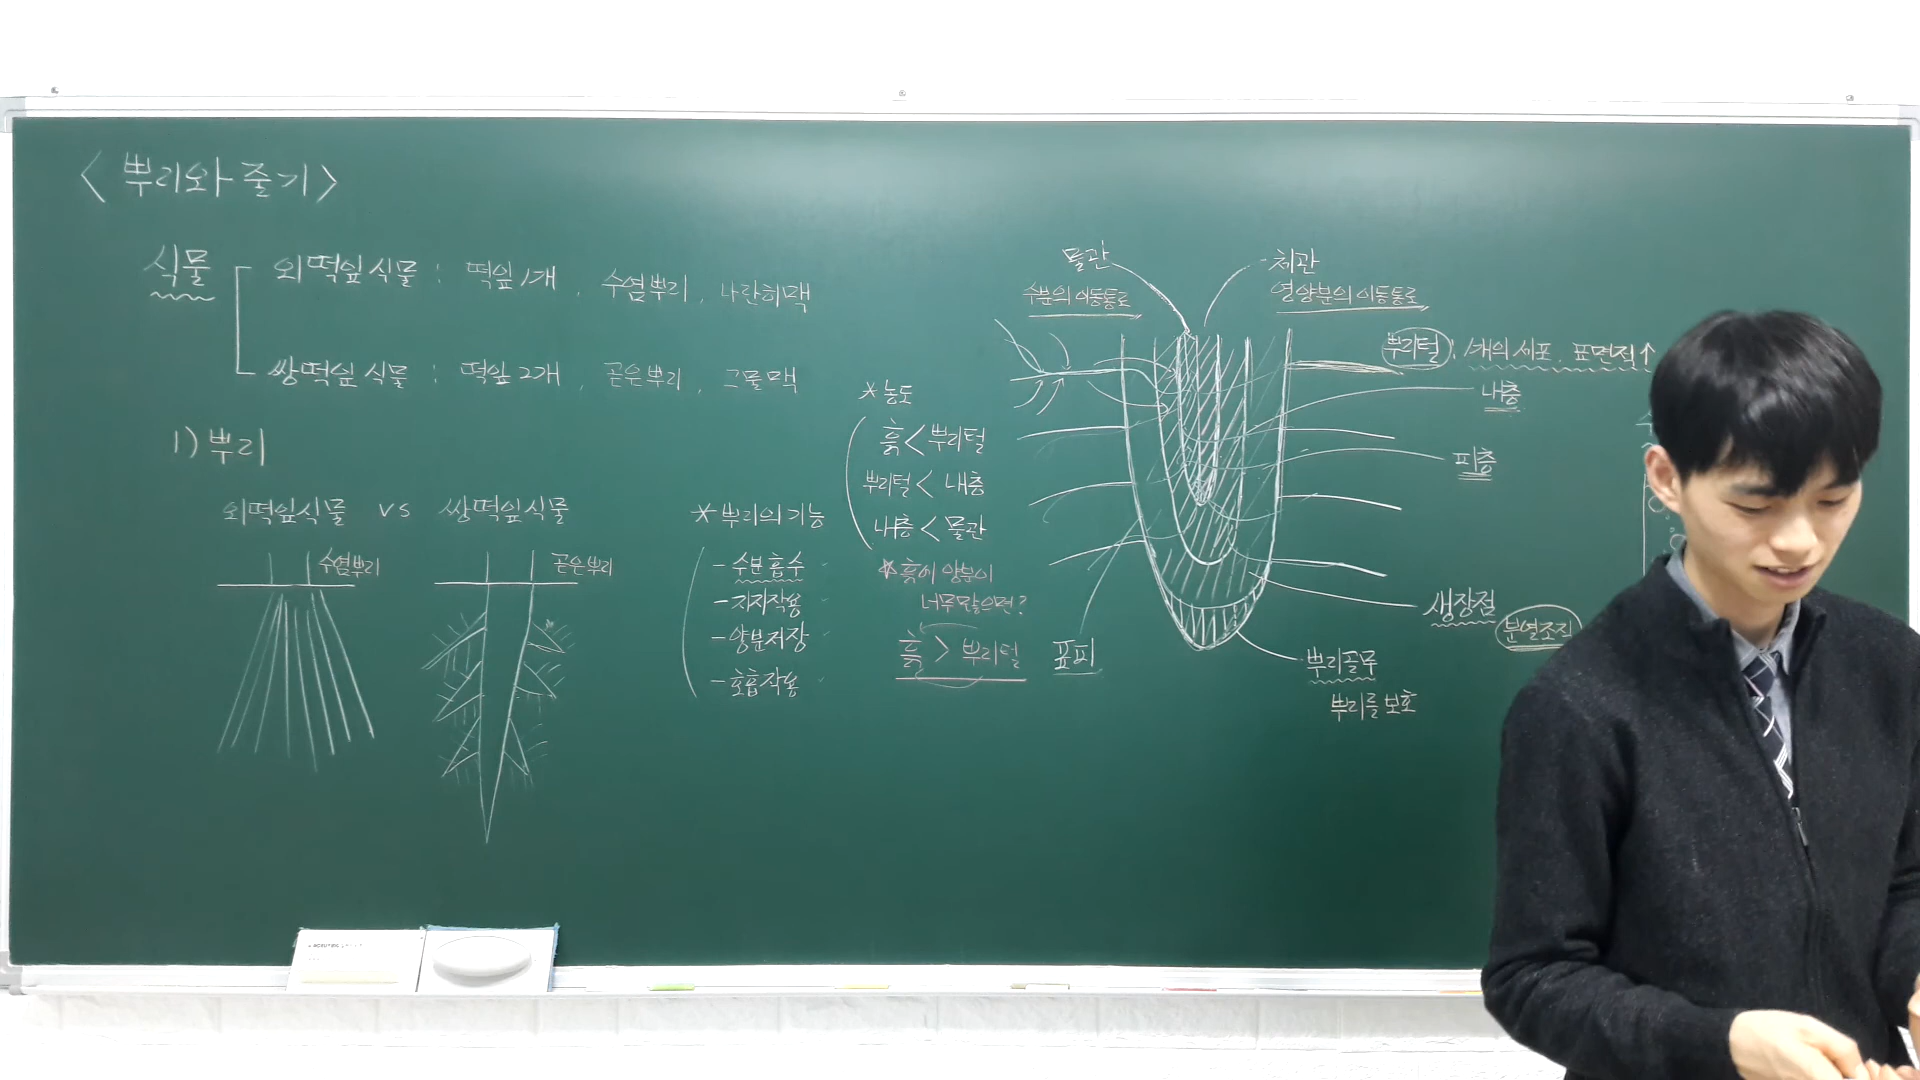 <뿌리와 줄기>
식물
외떡잎식물 : 떡잎 1개 , 수염뿌리 , 나란히맥
쌍떡잎식물 : 떡잎 2개 , 곧은뿌리 , 그물맥
1) 뿌리
외떡잎식물 vs 쌍떡잎식물
수염뿌리
곧은뿌리
* 뿌리의 기능
- 수분흡수
- 지지작용
- 양분저장
- 호흡작용
* 농도
흙 < 뿌리털
뿌리털 < 내층
내층 < 물관
* 흙에 양분이
너무많으면?
흙 > 뿌리털
물관
수분의 이동통로
체관
영양분의 이동통로
뿌리털 : 1개의 세포, 표면적↑
내층
피층
생장점
분열조직
뿌리골무
뿌리를 보호
표피